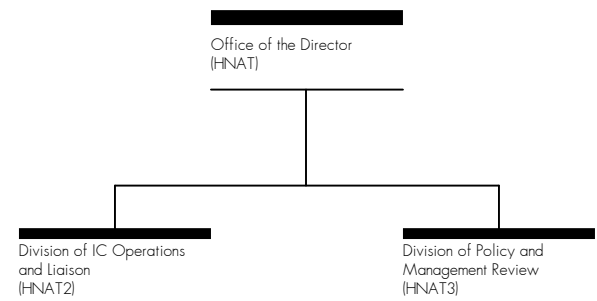 Office of the Director
(HNAT)
Division of IC Operations
and Liaison
(HNAT2)
Division of Policy and
Management Review
(HNAT3)